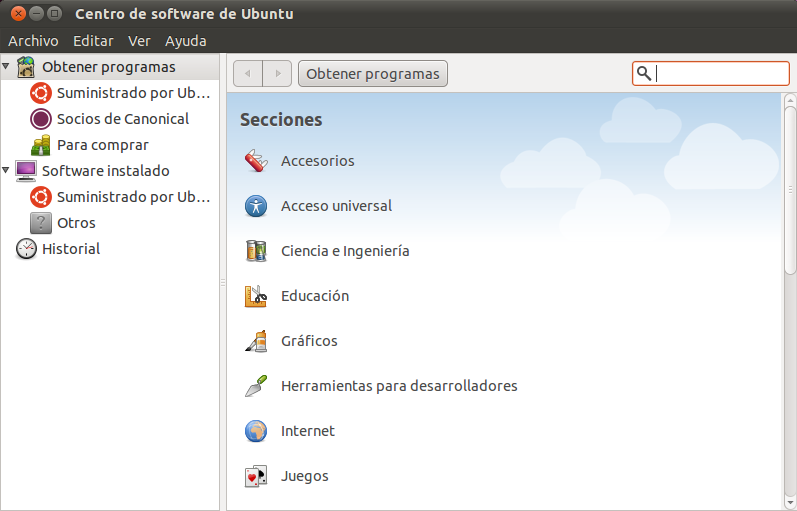 Centro de software de Ubuntu
Archivo Editar Ver Ayuda
Obtener programas
Suministrado por Ub...
Socios de Canonical
Para comprar
Software instalado
Suministrado por Ub...
Otros
Historial
Obtener programas
Secciones
Accesorios
Acceso universal
Ciencia e Ingeniería
Educación
Gráficos
Herramientas para desarrolladores
Internet
Juegos